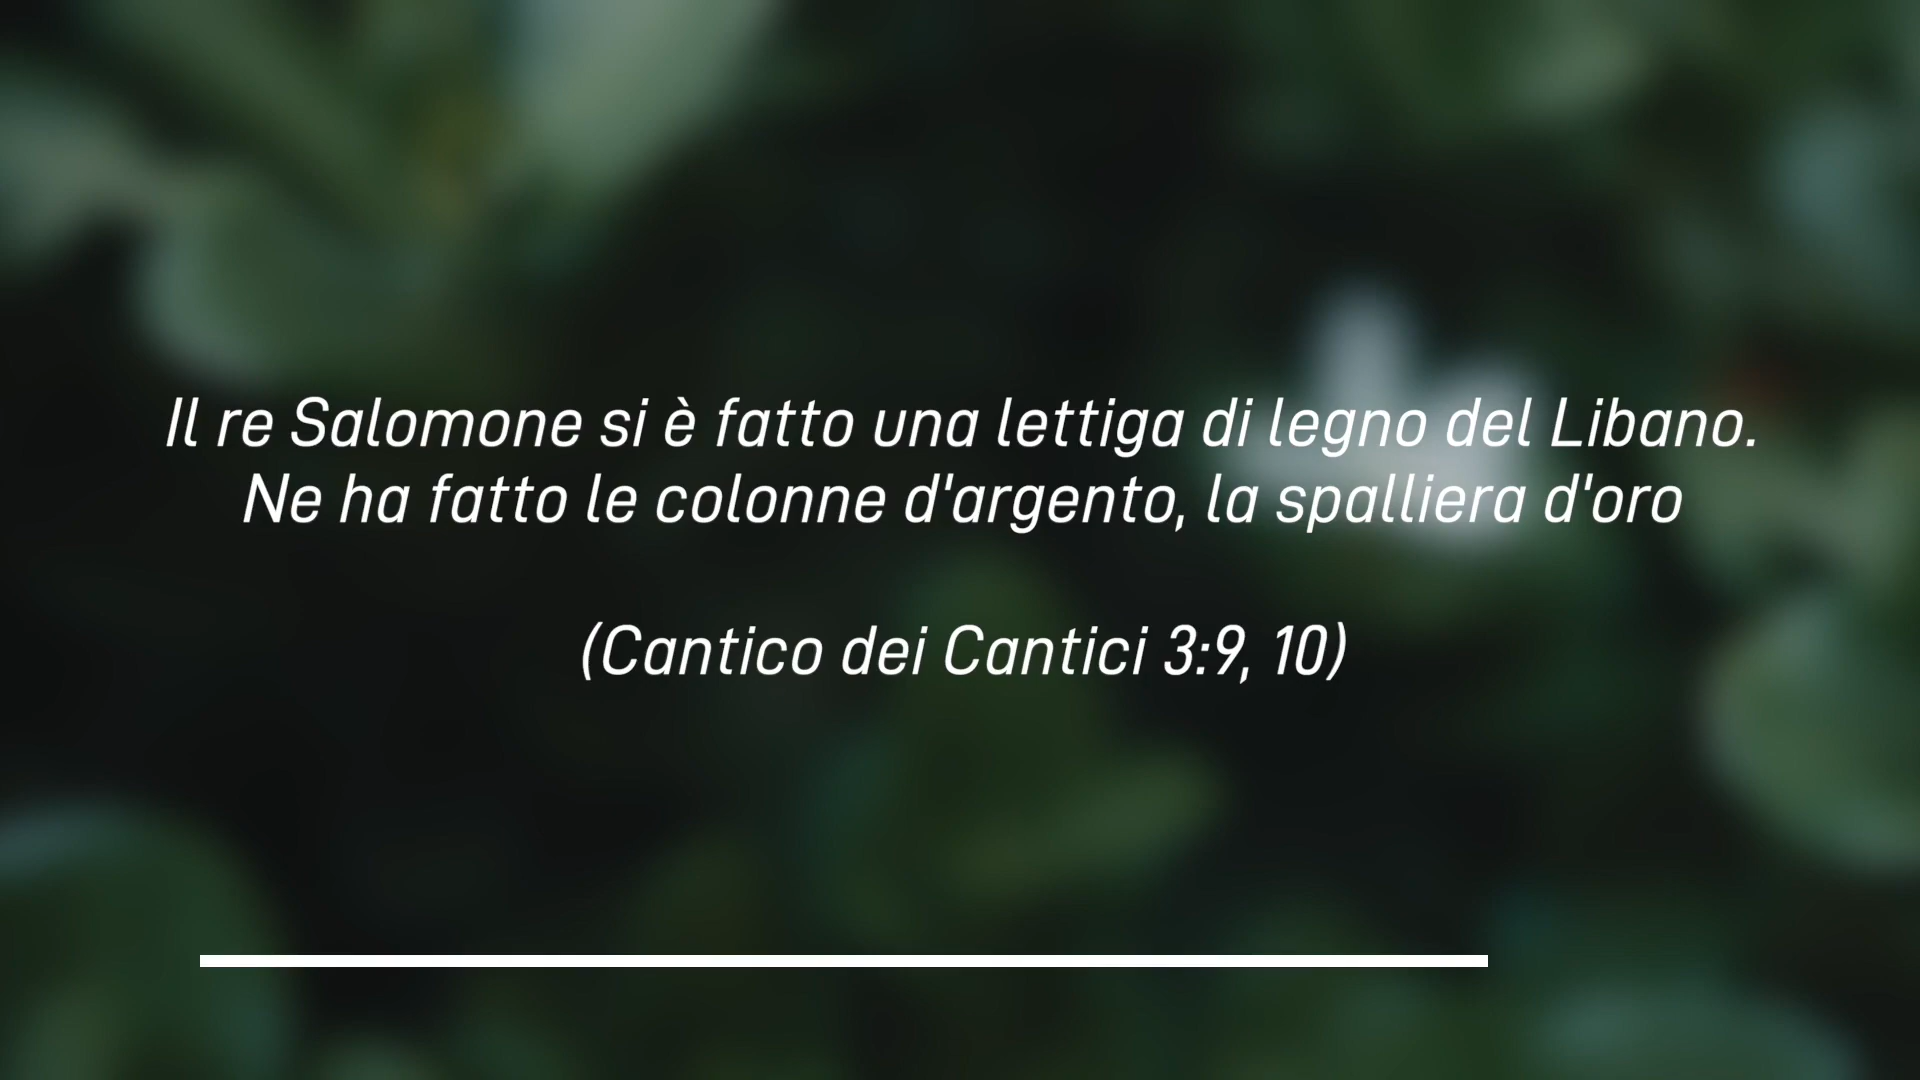 Il re Salomone si è fatto una lettiga di legno del Libano.
Ne ha fatto le colonne d'argento, la spalliera d'oro
(Cantico dei Cantici 3:9, 10)